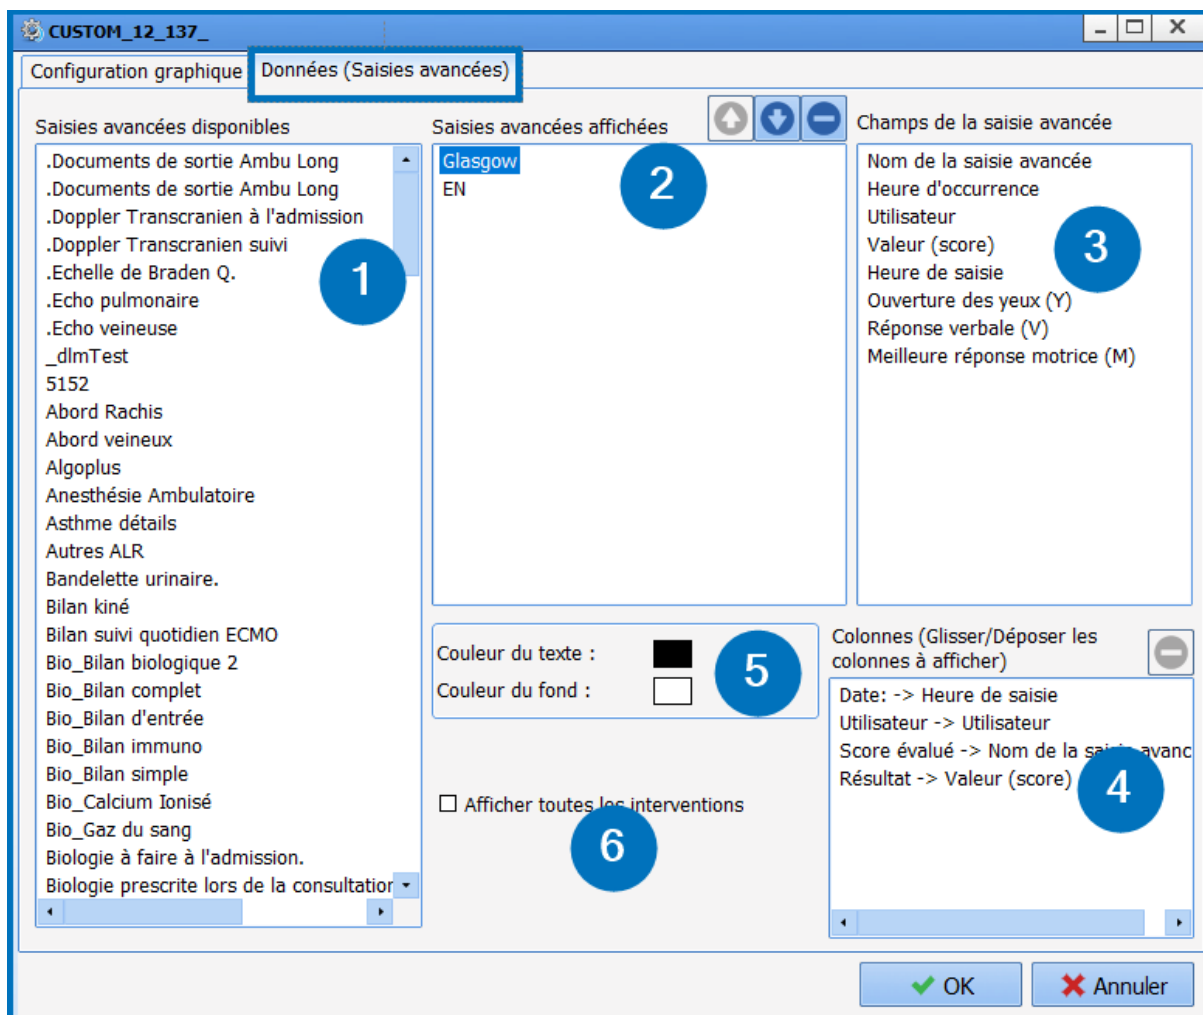 CUSTOM_12_137_
Configuration graphique
Données (Saisies avancées)
Saisies avancées disponibles
.Documents de sortie Ambu Long
.Documents de sortie Ambu Long
.Doppler Transcranien à l'admission
.Doppler Transcranien suivi
.Echelle de Braden Q.
.Echo pulmonaire
.Echo veineuse
_dlmTest
5152
Abord Rachis
Abord veineux
Algoplus
Anesthésie Ambulatoire
Asthme détails
Autres ALR
Bandelette urinaire.
Bilan kiné
Bilan suivi quotidien ECMO
Bio_Bilan biologique 2
Bio_Bilan complet
Bio_Bilan d'entrée
Bio_Bilan immuno
Bio_Bilan simple
Bio_Calcium Ionisé
Bio_Gaz du sang
Biologie à faire à l'admission.
Biologie prescrite lors de la consultation
1
Saisies avancées affichées
Glasgow
EN
2
Champs de la saisie avancée
Nom de la saisie avancée
Heure d'occurrence
Utilisateur
Valeur (score)
Heure de saisie
Ouverture des yeux (Y)
Réponse verbale (V)
Meilleure réponse motrice (M)
3
Couleur du texte :
Couleur du fond :
5
Afficher toutes les interventions
6
Colonnes (Glisser/Déposer les
colonnes à afficher)
Date: -> Heure de saisie
Utilisateur -> Utilisateur
Score évalué -> Nom de la saisie avanc
Résultat -> Valeur (score)
4
OK
Annuler